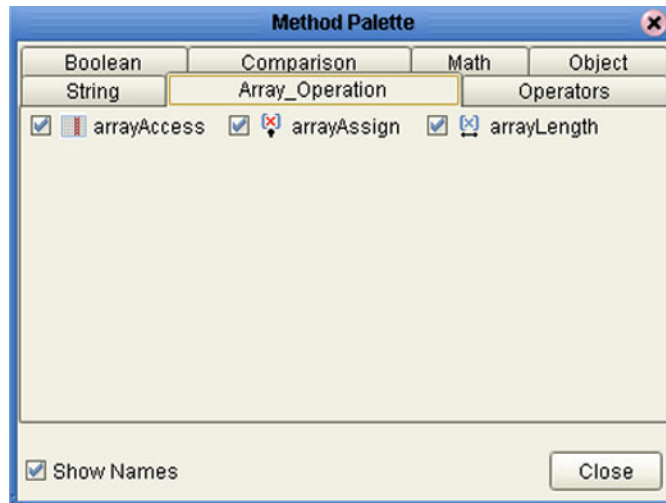 Method Palette
Boolean Comparison Math Object
String Array_Operation Operators
arrayAccess arrayAssign arrayLength
Show Names Close